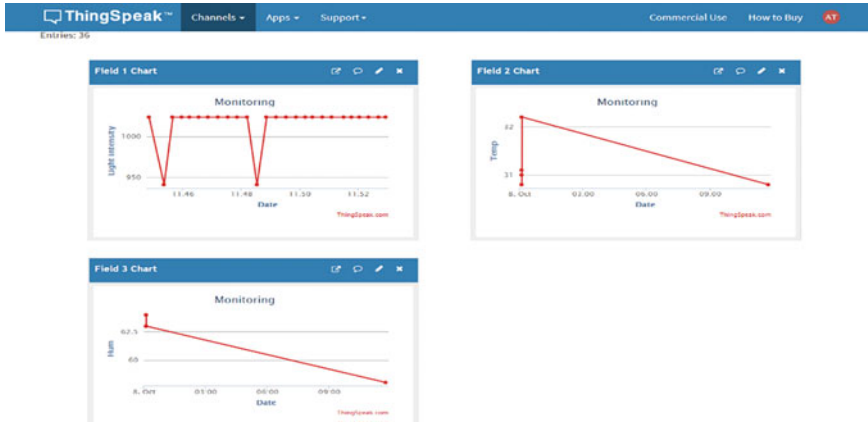 ThingSpeak™ Channels Apps Support Commercial Use How to Buy AT
Entries: 36
Field 1 Chart
Monitoring
Light intensity
1000
950
11:46 11:48 11:50 11:52
Date
ThingSpeak.com
Field 2 Chart
Monitoring
Temp
32
31
8. Oct 03:00 06:00 09:00
Date
ThingSpeak.com
Field 3 Chart
Monitoring
Hum
62.5
60
8. Oct 03:00 06:00 09:00
Date
ThingSpeak.com